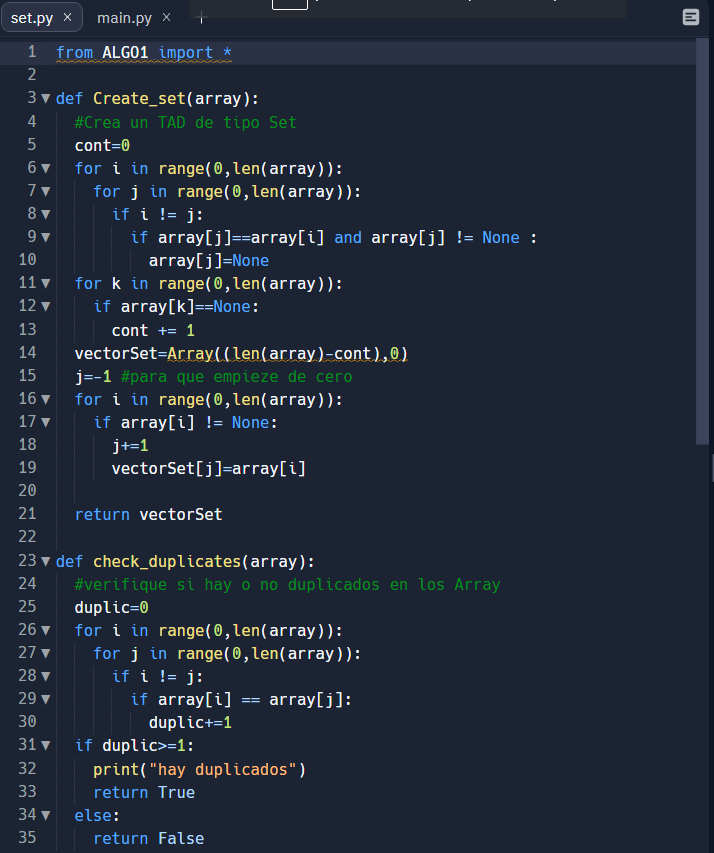 set.py × main.py × +
1 from ALGO1 import *
2
3 def Create_set(array):
4 #Crea un TAD de tipo Set
5 cont=0
6 for i in range(0,len(array)):
7 for j in range(0,len(array)):
8 if i != j:
9 if array[j]==array[i] and array[j] != None :
10 array[j]=None
11 for k in range(0,len(array)):
12 if array[k]==None:
13 cont += 1
14 vectorSet=Array((len(array)-cont),0)
15 j=-1 #para que empieze de cero
16 for i in range(0,len(array)):
17 if array[i] != None:
18 j+=1
19 vectorSet[j]=array[i]
20
21 return vectorSet
22
23 def check_duplicates(array):
24 #verifique si hay o no duplicados en los Array
25 duplic=0
26 for i in range(0,len(array)):
27 for j in range(0,len(array)):
28 if i != j:
29 if array[i] == array[j]:
30 duplic+=1
31 if duplic>=1:
32 print("hay duplicados")
33 return True
34 else:
35 return False